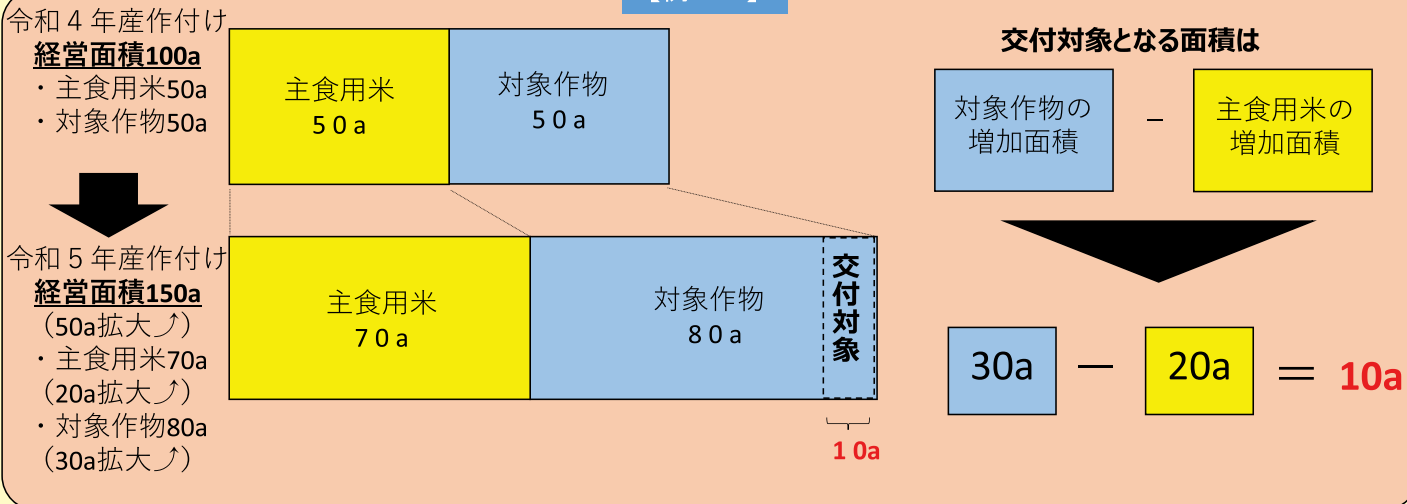 令和４年産作付け
経営面積100a
・主食用米50a
・対象作物50a
主食用米
５０a
対象作物
５０a
令和５年産作付け
経営面積150a
（50a拡大⤴）
・主食用米70a
（20a拡大⤴）
・対象作物80a
（30a拡大⤴）
主食用米
７０a
対象作物
８０a
交付対象
１０a
交付対象となる面積は
対象作物の
増加面積
－
主食用米の
増加面積
30a － 20a ＝ 10a